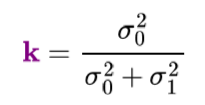 k = σ₀² / (σ₀² + σ₁²)